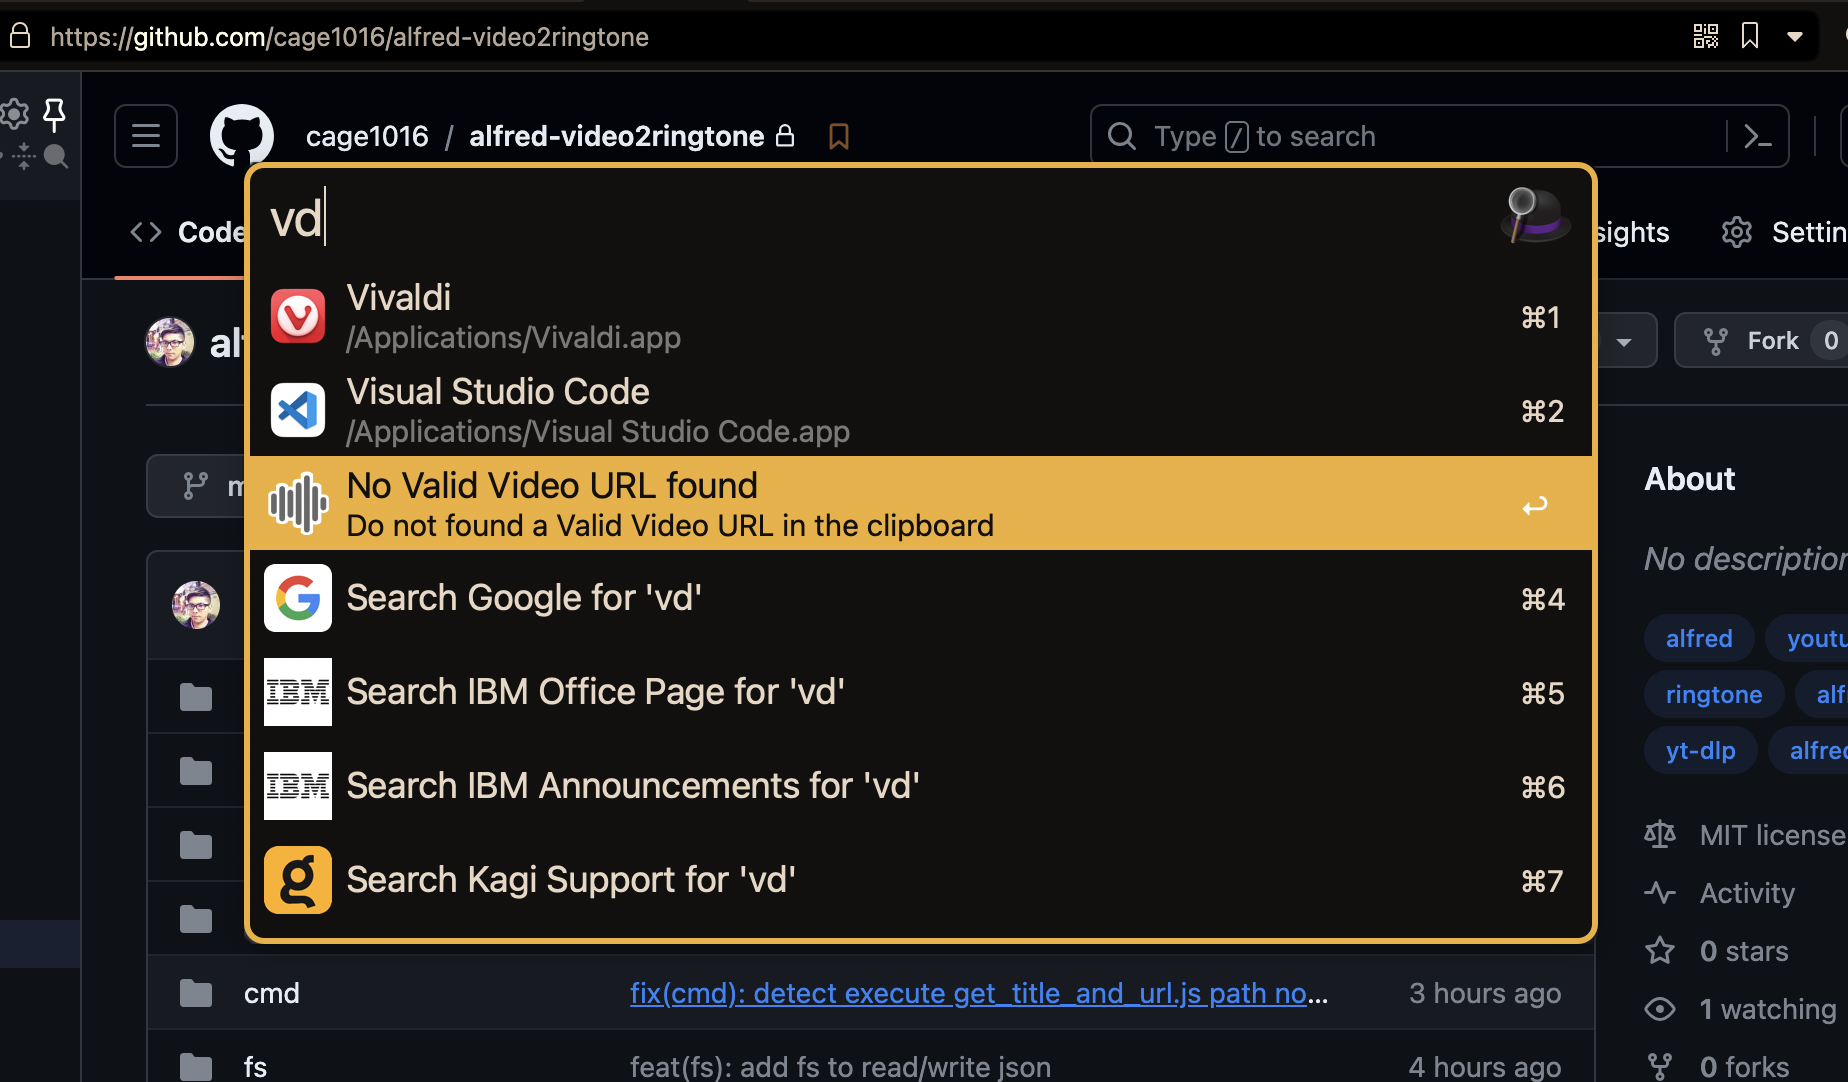 https://github.com/cage1016/alfred-video2ringtone
cage1016 / alfred-video2ringtone
Type / to search
Code
sights
Settin
vd
Vivaldi
/Applications/Vivaldi.app
⌘1
Visual Studio Code
/Applications/Visual Studio Code.app
⌘2
No Valid Video URL found
Do not found a Valid Video URL in the clipboard
Search Google for 'vd'
⌘4
IBM
Search IBM Office Page for 'vd'
⌘5
IBM
Search IBM Announcements for 'vd'
⌘6
Search Kagi Support for 'vd'
⌘7
Fork 0
About
No description
alfred
youtu
ringtone
alf
yt-dlp
alfred
MIT license
Activity
0 stars
1 watching
0 forks
cmd
fix(cmd): detect execute get_title_and_url.js path no...
3 hours ago
fs
feat(fs): add fs to read/write json
4 hours ago